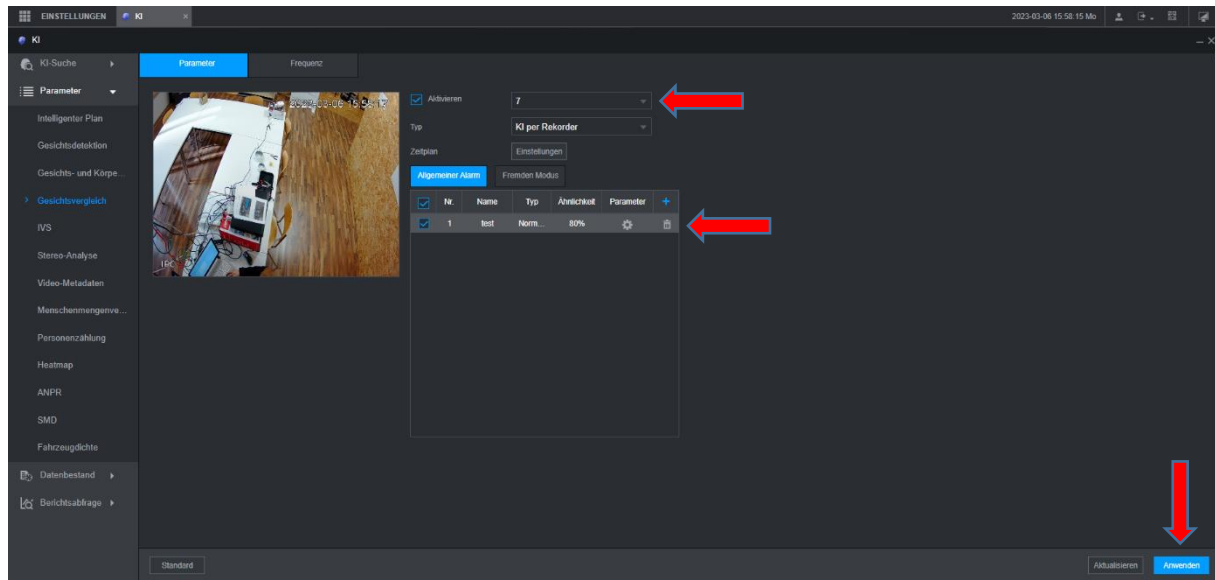 EINSTELLUNGEN KI × 2023-03-06 15:58:15 Mo
KI
KI-Suche Parameter Frequenz
Parameter Aktivieren 7
Intelligenter Plan Typ KI per Rekorder
Gesichtsdetektion Zeitplan Einstellungen
Gesichts- und Körpe... Allgemeiner Alarm Fremden Modus
Gesichtsvergleich Nr. Name Typ Ähnlichkeit Parameter +
IVS 1 test Norm... 80%
Stereo-Analyse
IPC
Video-Metadaten
Menschenmengenve...
Personenzählung
Heatmap
ANPR
SMD
Fahrzeugdichte
Datenbestand
Berichtsabfrage
Standard Aktualisieren Anwenden